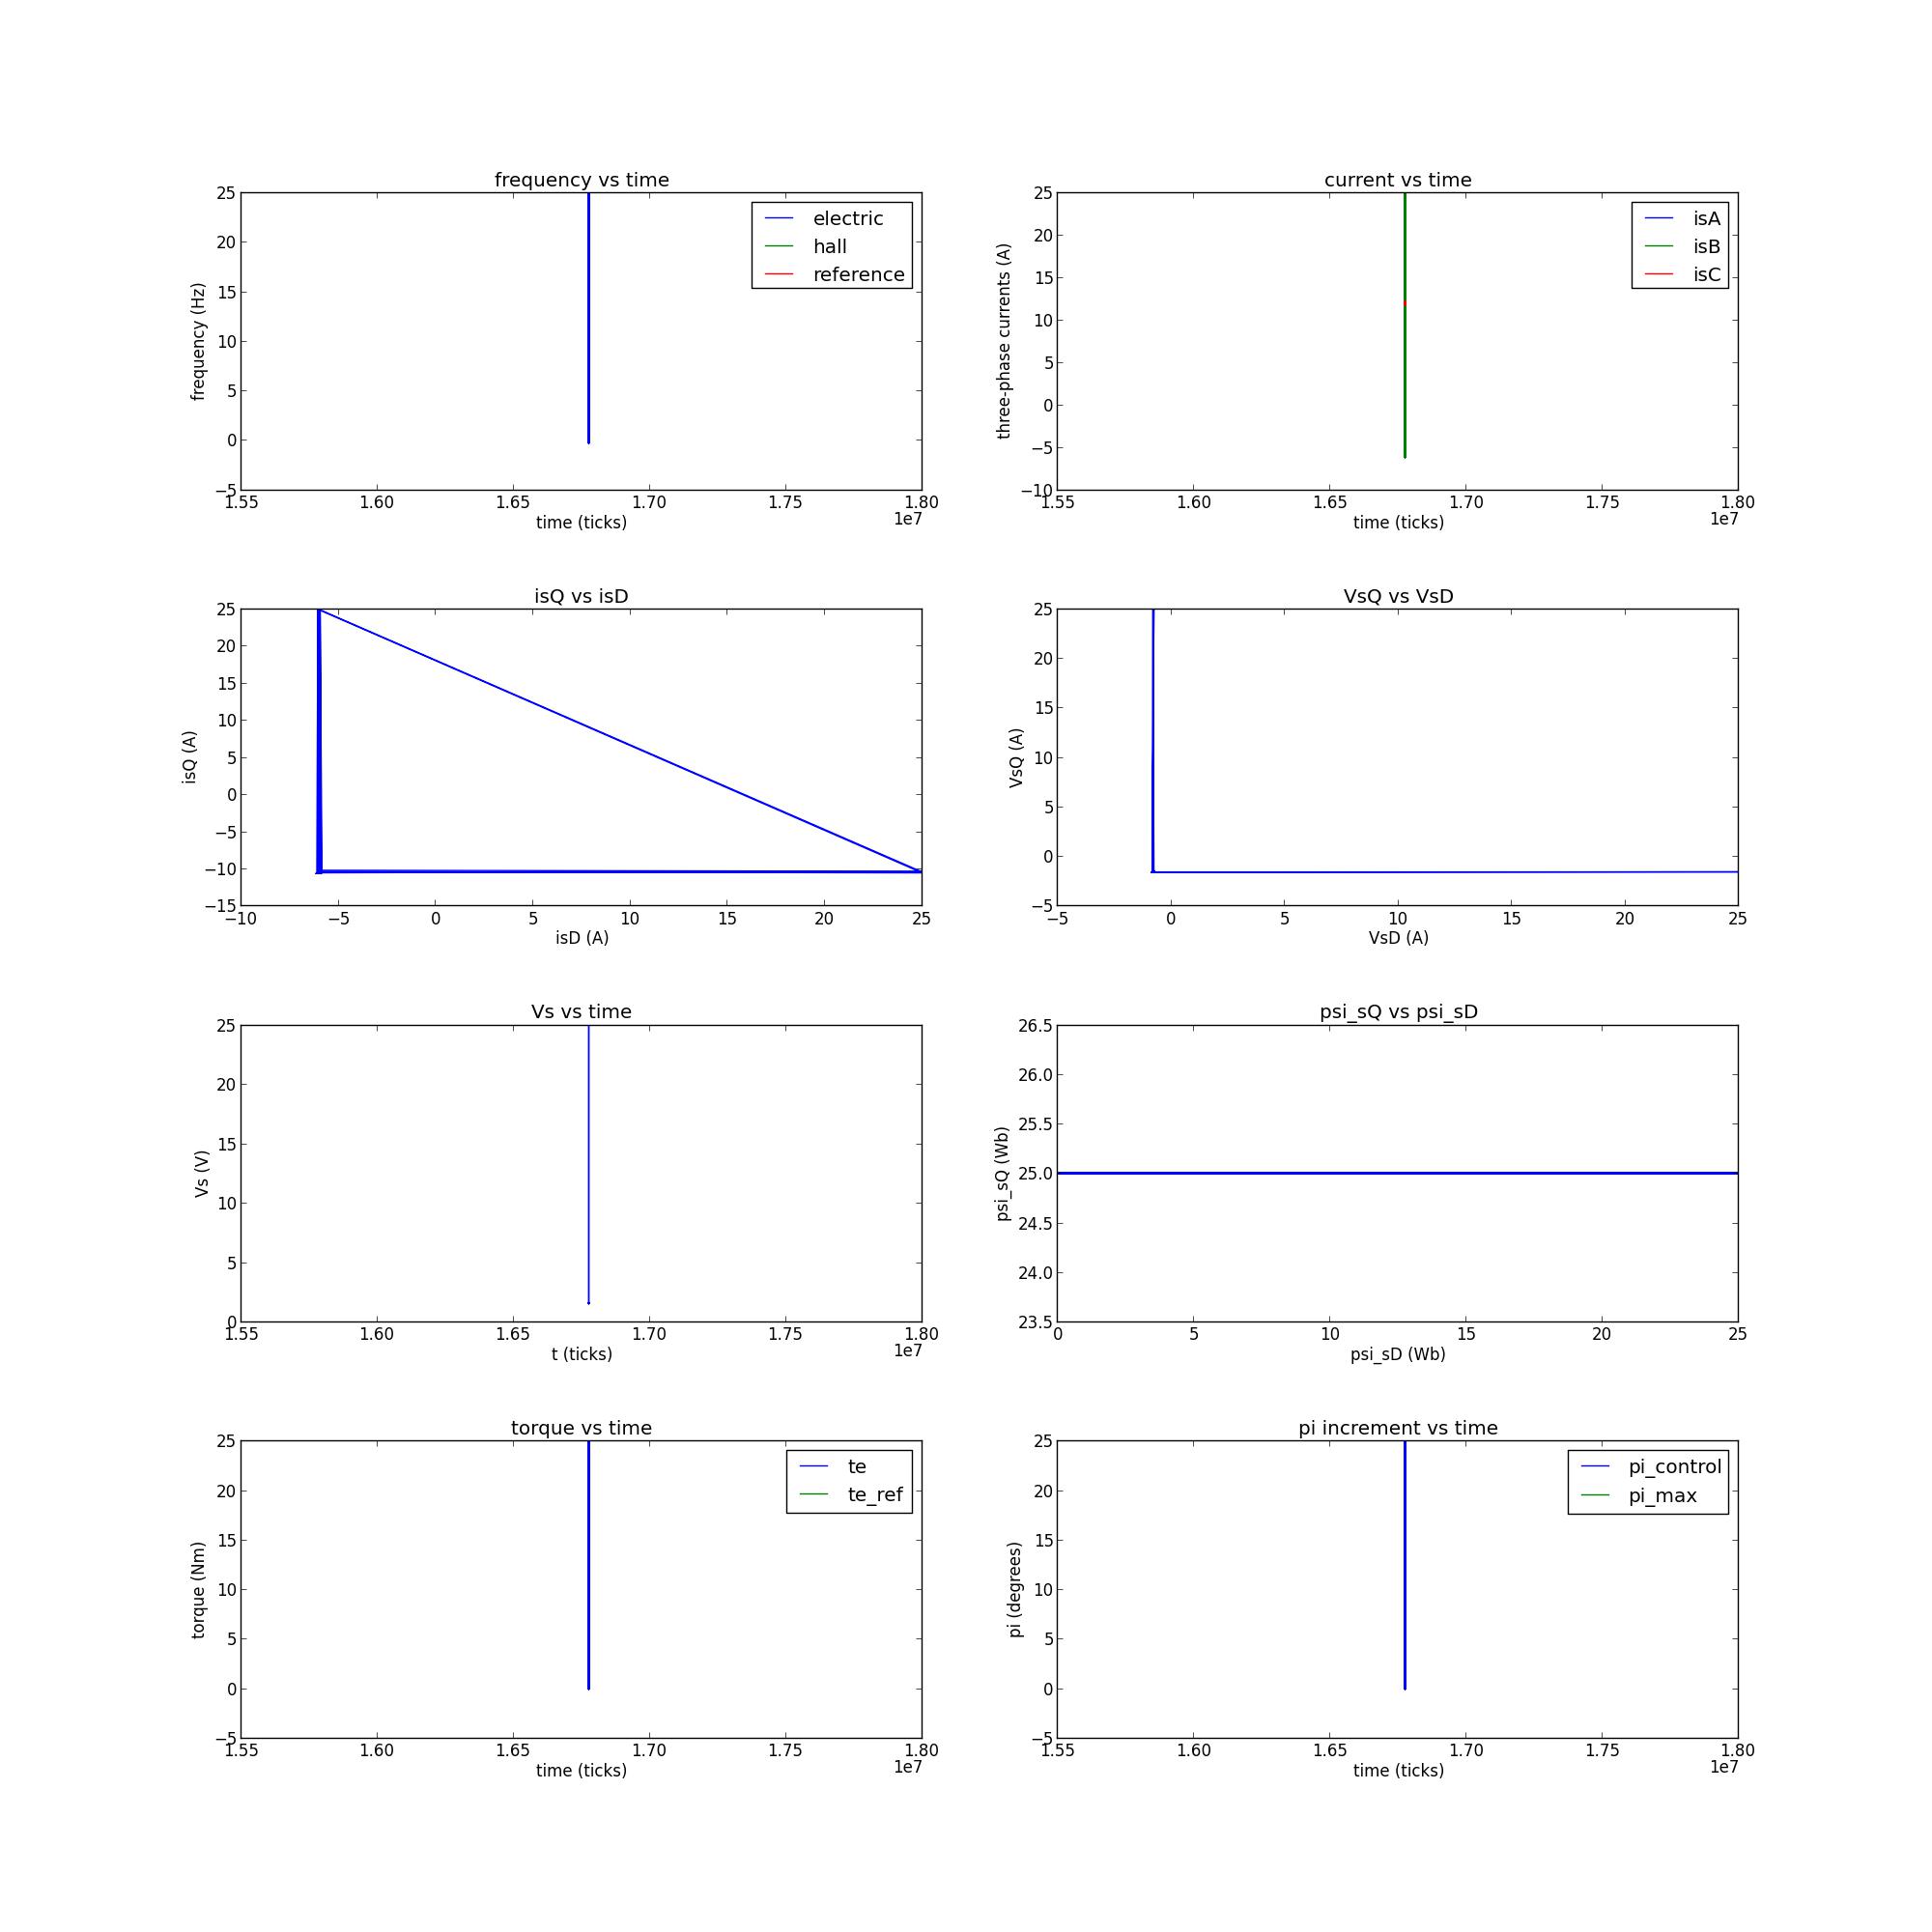 frequency vs time
25
20
15
10
5
0
−5
frequency (Hz)
electric
hall
reference
1.55 1.60 1.65 1.70 1.75 1.80
1e7
time (ticks)
current vs time
25
20
15
10
5
0
−5
−10
three-phase currents (A)
isA
isB
isC
1.55 1.60 1.65 1.70 1.75 1.80
1e7
time (ticks)
isQ vs isD
25
20
15
10
5
0
−5
−10
−15
isQ (A)
−10 −5 0 5 10 15 20 25
isD (A)
VsQ vs VsD
25
20
15
10
5
0
−5
VsQ (A)
−5 0 5 10 15 20 25
VsD (A)
Vs vs time
25
20
15
10
5
0
Vs (V)
1.55 1.60 1.65 1.70 1.75 1.80
1e7
t (ticks)
psi_sQ vs psi_sD
26.5
26.0
25.5
25.0
24.5
24.0
23.5
psi_sQ (Wb)
0 5 10 15 20 25
psi_sD (Wb)
torque vs time
25
20
15
10
5
0
−5
torque (Nm)
te
te_ref
1.55 1.60 1.65 1.70 1.75 1.80
1e7
time (ticks)
pi increment vs time
25
20
15
10
5
0
−5
pi (degrees)
pi_control
pi_max
1.55 1.60 1.65 1.70 1.75 1.80
1e7
time (ticks)